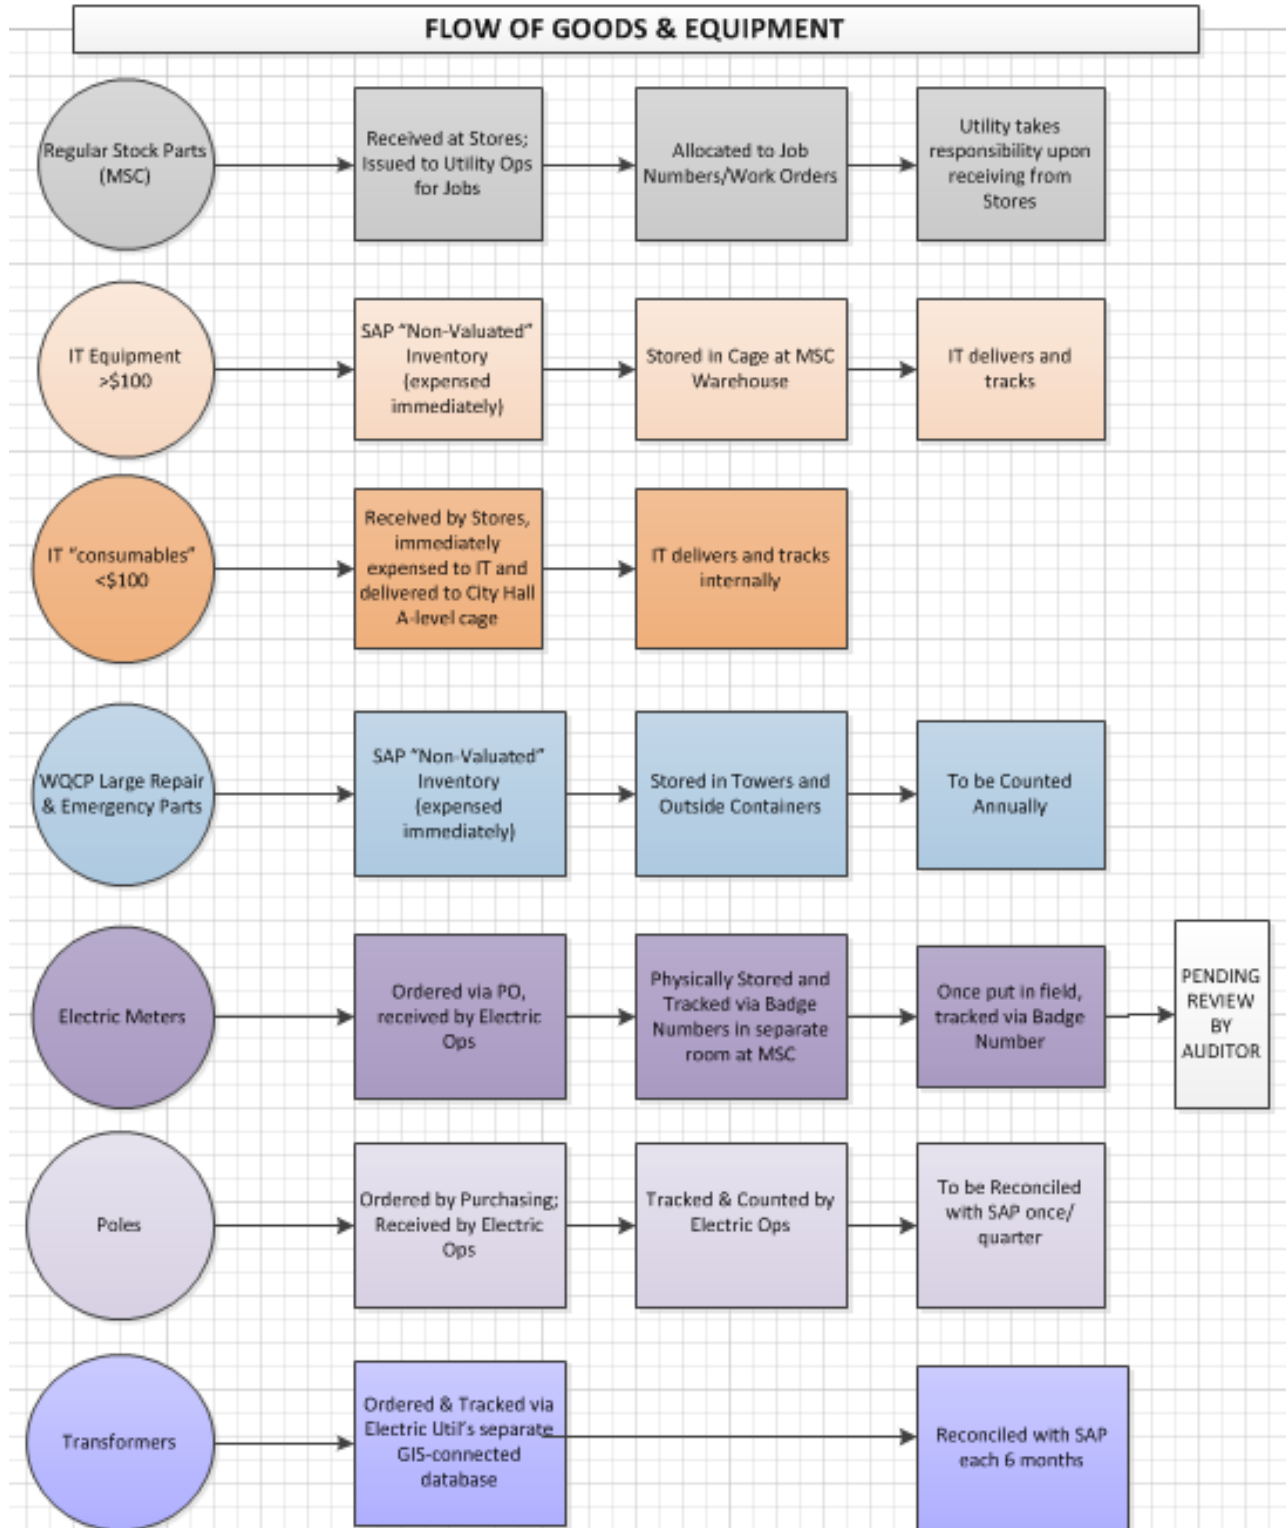 FLOW OF GOODS & EQUIPMENT
Regular Stock Parts
(MSC)
Received at Stores;
Issued to Utility Ops
for Jobs
Allocated to Job
Numbers/Work Orders
Utility takes
responsibility upon
receiving from
Stores
IT Equipment
>$100
SAP “Non-Valuated”
Inventory
(expensed
immediately)
Stored in Cage at MSC
Warehouse
IT delivers and
tracks
IT “consumables”
<$100
Received by Stores,
immediately
expensed to IT and
delivered to City Hall
A-level cage
IT delivers and tracks
internally
WQCP Large Repair
& Emergency Parts
SAP “Non-Valuated”
Inventory
(expensed
immediately)
Stored in Towers and
Outside Containers
To be Counted
Annually
Electric Meters
Ordered via PO,
received by Electric
Ops
Physically Stored and
Tracked via Badge
Numbers in separate
room at MSC
Once put in field,
tracked via Badge
Number
PENDING
REVIEW
BY
AUDITOR
Poles
Ordered by Purchasing;
Received by Electric
Ops
Tracked & Counted by
Electric Ops
To be Reconciled
with SAP once/
quarter
Transformers
Ordered & Tracked via
Electric Util’s separate
GIS-connected
database
Reconciled with SAP
each 6 months